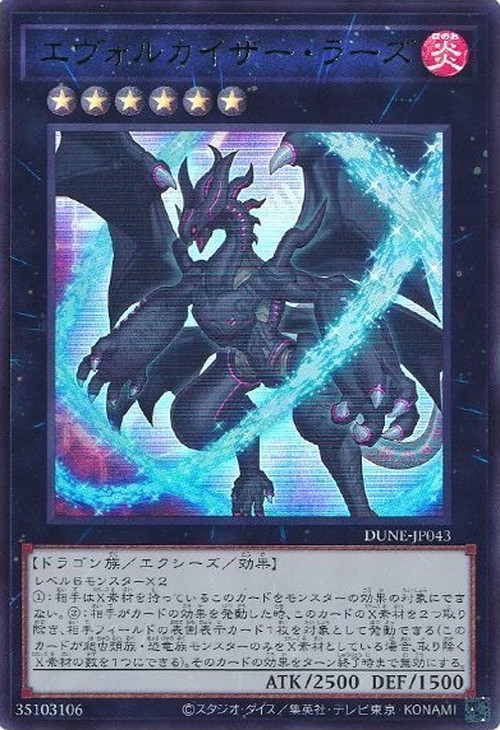 エヴォルカイザー・ラーズ
ほのお
炎
DUNE-JP043
【ドラゴン族／エクシーズ／効果】
レベル６モンスター×２
①：相手はX素材を持っているこのカードをモンスターの効果の対象にでき
ない。②：相手がカードの効果を発動した時、このカードのX素材を２つ取り
除き、相手フィールドの表側表示カード１枚を対象として発動できる(この
カードが爬虫類族・恐竜族モンスターのみをX素材としている場合、取り除く
X素材の数を１つにできる)。そのカードの効果をターン終了時まで無効にする。
ATK/2500 DEF/1500
35103106
©スタジオ・ダイス／集英社・テレビ東京・KONAMI